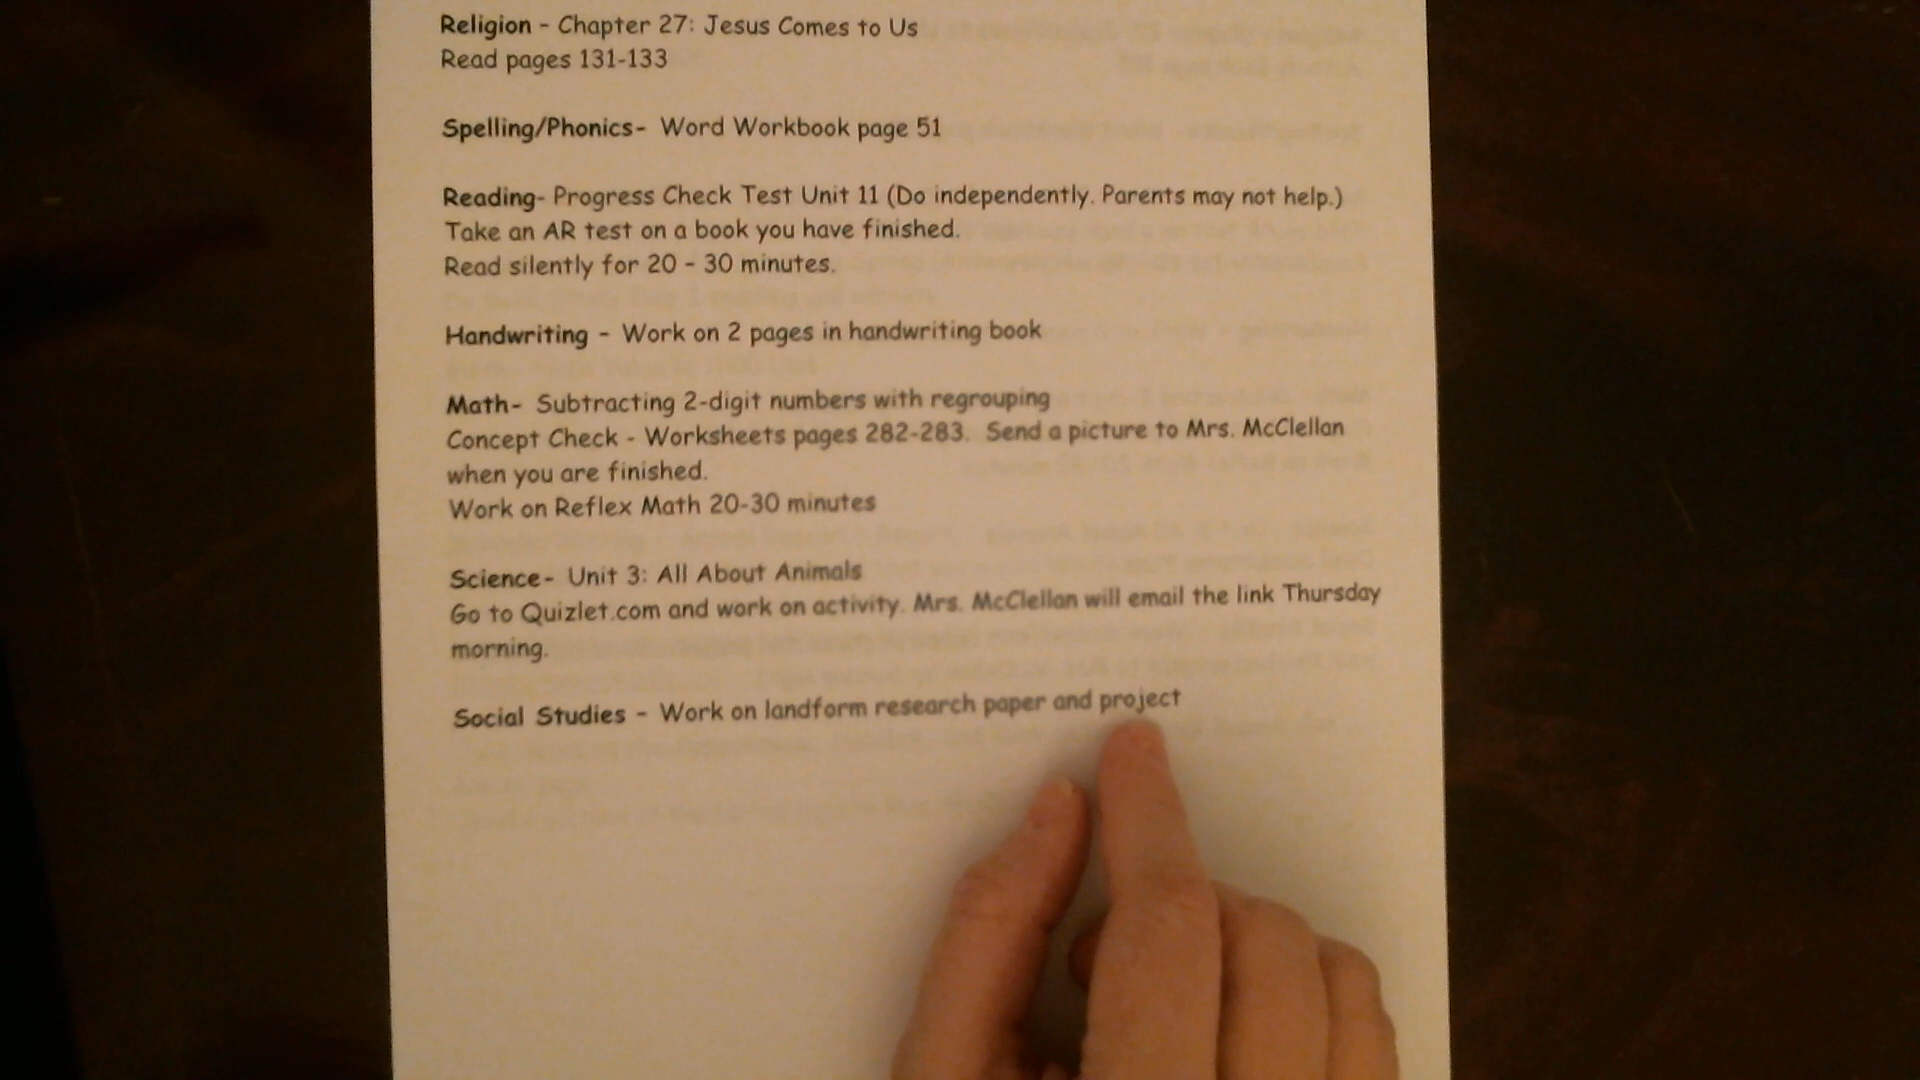 Religion - Chapter 27: Jesus Comes to Us
Read pages 131-133
Spelling/Phonics- Word Workbook page 51
Reading- Progress Check Test Unit 11 (Do independently. Parents may not help.)
Take an AR test on a book you have finished.
Read silently for 20 - 30 minutes.
Handwriting - Work on 2 pages in handwriting book
Math- Subtracting 2-digit numbers with regrouping
Concept Check - Worksheets pages 282-283. Send a picture to Mrs. McClellan
when you are finished.
Work on Reflex Math 20-30 minutes
Science- Unit 3: All About Animals
Go to Quizlet.com and work on activity. Mrs. McClellan will email the link Thursday
morning.
Social Studies - Work on landform research paper and project